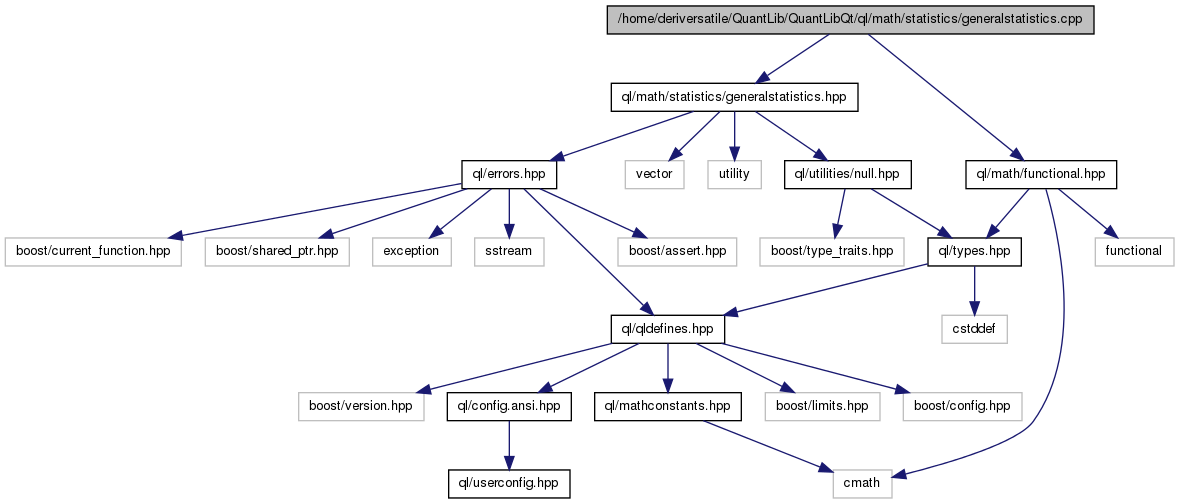 /home/deriversatile/QuantLib/QuantLibQt/ql/math/statistics/generalstatistics.cpp
ql/math/statistics/generalstatistics.hpp
ql/errors.hpp
vector
utility
ql/utilities/null.hpp
ql/math/functional.hpp
boost/current_function.hpp
boost/shared_ptr.hpp
exception
sstream
boost/assert.hpp
boost/type_traits.hpp
ql/types.hpp
functional
ql/qldefines.hpp
cstddef
boost/version.hpp
ql/config.ansi.hpp
ql/mathconstants.hpp
boost/limits.hpp
boost/config.hpp
ql/userconfig.hpp
cmath